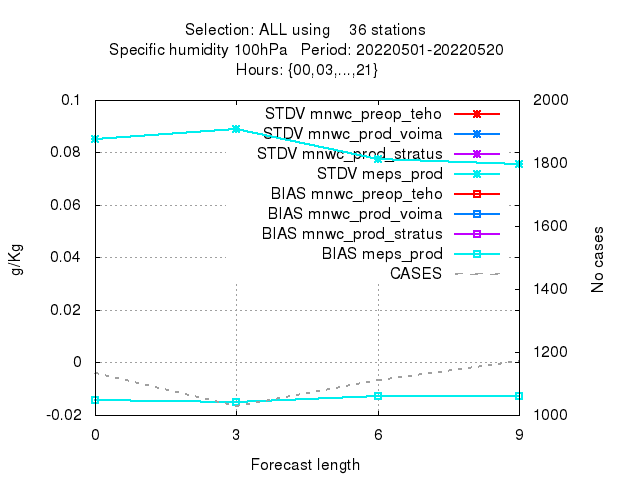 Selection: ALL using 36 stations
Specific humidity 100hPa Period: 20220501-20220520
Hours: {00,03,...,21}
0.1
0.08
0.06
0.04
0.02
0
-0.02
g/Kg
STDV mnwc_preop_teho
STDV mnwc_prod_voima
STDV mnwc_prod_stratus
STDV meps_prod
BIAS mnwc_preop_teho
BIAS mnwc_prod_voima
BIAS mnwc_prod_stratus
BIAS meps_prod
CASES
2000
1800
1600
1400
1200
1000
No cases
0 3 6 9
Forecast length